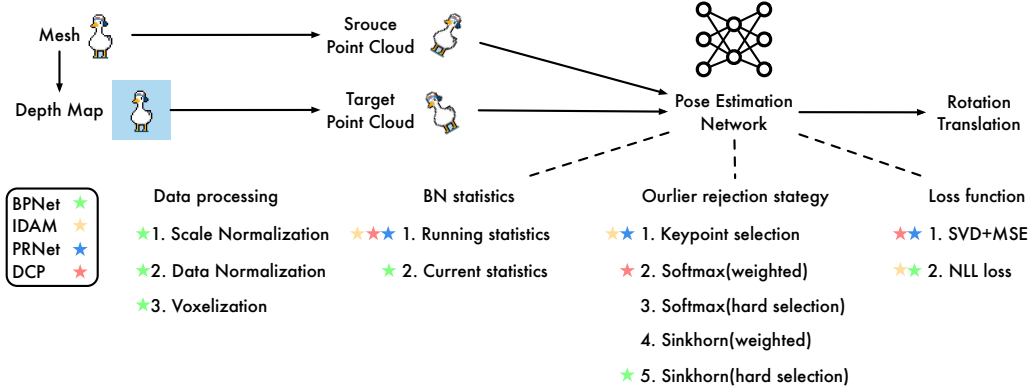 Mesh
Srouce
Point Cloud
Depth Map
Target
Point Cloud
Pose Estimation
Network
Rotation
Translation
BPNet
IDAM
PRNet
DCP
Data processing
1. Scale Normalization
2. Data Normalization
3. Voxelization
BN statistics
1. Running statistics
2. Current statistics
Ourlier rejection stategy
1. Keypoint selection
2. Softmax(weighted)
3. Softmax(hard selection)
4. Sinkhorn(weighted)
5. Sinkhorn(hard selection)
Loss function
1. SVD+MSE
2. NLL loss